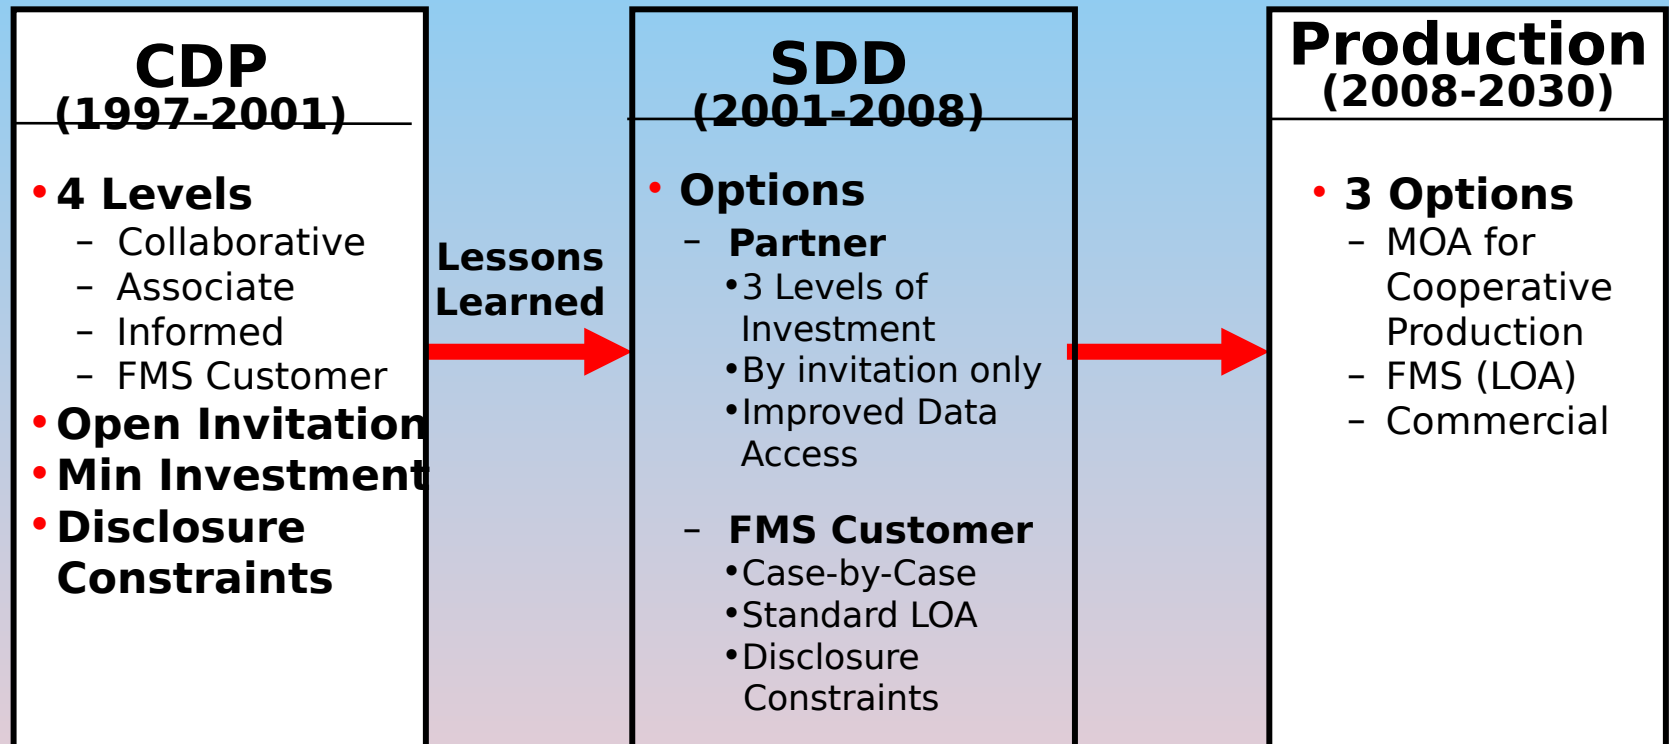 CDP
(1997-2001)
• 4 Levels
– Collaborative
– Associate
– Informed
– FMS Customer
• Open Invitation
• Min Investment
• Disclosure
Constraints
Lessons
Learned
SDD
(2001-2008)
• Options
– Partner
•3 Levels of
Investment
•By invitation only
•Improved Data
Access
– FMS Customer
•Case-by-Case
•Standard LOA
•Disclosure
Constraints
Production
(2008-2030)
• 3 Options
– MOA for
Cooperative
Production
– FMS (LOA)
– Commercial